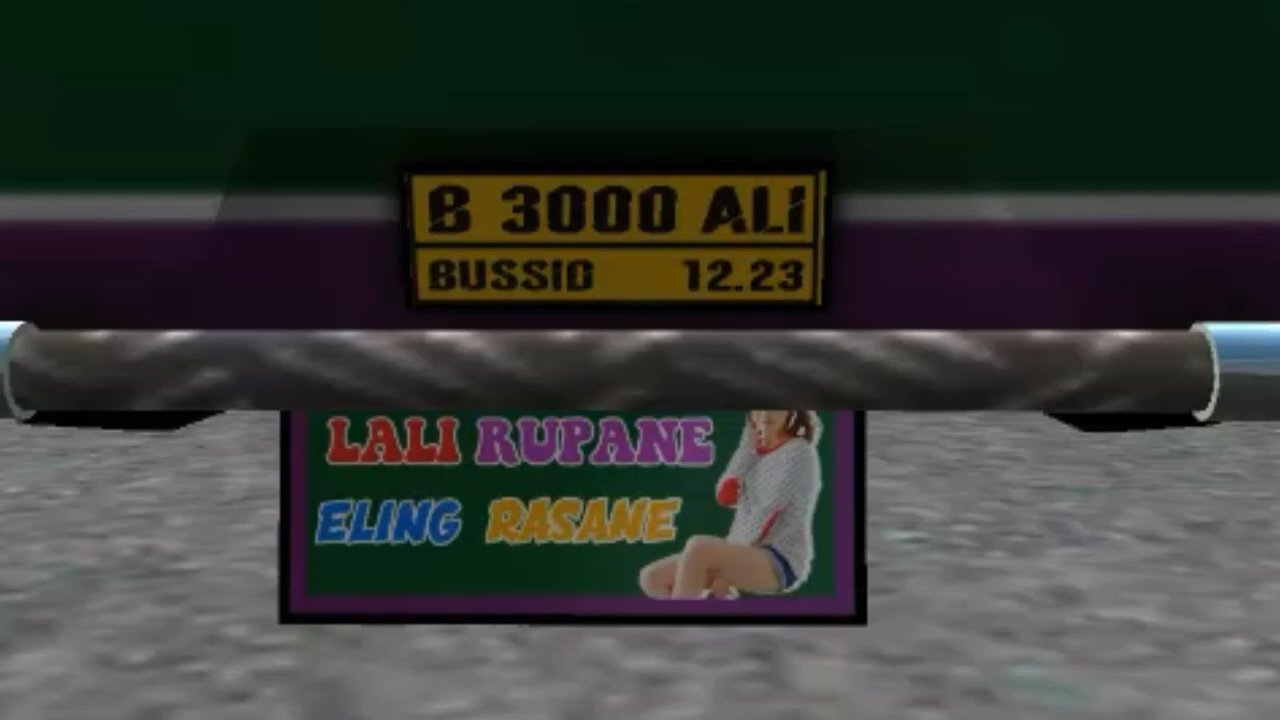 B 3000 ALI
BUSSID 12.23
LALI RUPANE
ELING RASANE